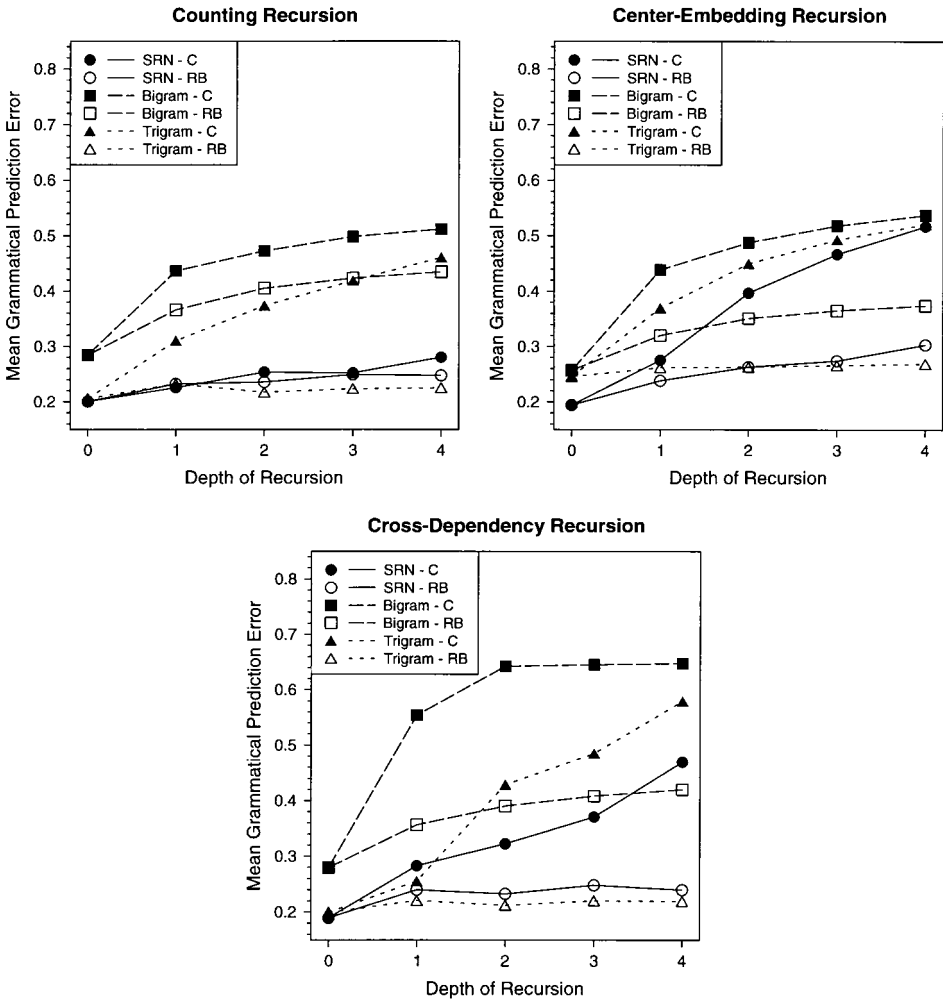 Counting Recursion
Mean Grammatical Prediction Error
0.8
0.7
0.6
0.5
0.4
0.3
0.2
SRN - C
SRN - RB
Bigram - C
Bigram - RB
Trigram - C
Trigram - RB
0 1 2 3 4
Depth of Recursion
Center-Embedding Recursion
Mean Grammatical Prediction Error
0.8
0.7
0.6
0.5
0.4
0.3
0.2
SRN - C
SRN - RB
Bigram - C
Bigram - RB
Trigram - C
Trigram - RB
0 1 2 3 4
Depth of Recursion
Cross-Dependency Recursion
Mean Grammatical Prediction Error
0.8
0.7
0.6
0.5
0.4
0.3
0.2
SRN - C
SRN - RB
Bigram - C
Bigram - RB
Trigram - C
Trigram - RB
0 1 2 3 4
Depth of Recursion